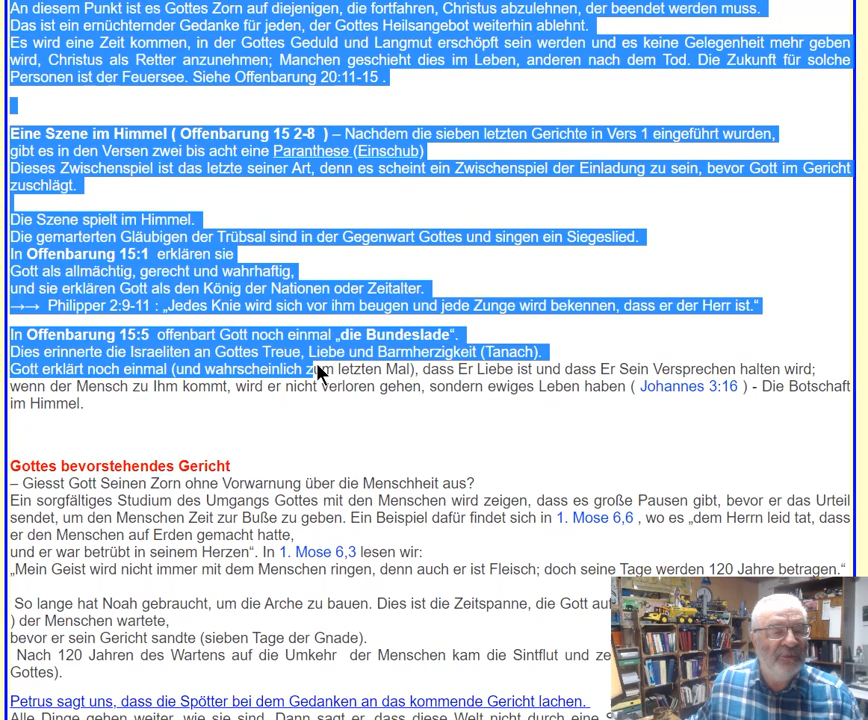 An diesem Punkt ist es Gottes Zorn auf diejenigen, die fortfahren, Christus abzulehnen, der beendet werden muss.
Das ist ein ernüchternder Gedanke für jeden, der Gottes Heilsangebot weiterhin ablehnt.
Es wird eine Zeit kommen, in der Gottes Geduld und Langmut erschöpft sein werden und es keine Gelegenheit mehr geben
wird, Christus als Retter anzunehmen; Manchen geschieht dies im Leben, anderen nach dem Tod. Die Zukunft für solche
Personen ist der Feuersee. Siehe Offenbarung 20:11-15 .
Eine Szene im Himmel ( Offenbarung 15 2-8 ) – Nachdem die sieben letzten Gerichte in Vers 1 eingeführt wurden,
gibt es in den Versen zwei bis acht eine Paranthese (Einschub)
Dieses Zwischenspiel ist das letzte seiner Art, denn es scheint ein Zwischenspiel der Einladung zu sein, bevor Gott im Gericht
zuschlägt.
Die Szene spielt im Himmel.
Die gemarterten Gläubigen der Trübsal sind in der Gegenwart Gottes und singen ein Siegeslied.
In Offenbarung 15:1 erklären sie
Gott als allmächtig, gerecht und wahrhaftig,
und sie erklären Gott als den König der Nationen oder Zeitalter.
→→ Philipper 2:9-11 : „Jedes Knie wird sich vor ihm beugen und jede Zunge wird bekennen, dass er der Herr ist.“
In Offenbarung 15:5 offenbart Gott noch einmal „die Bundeslade“.
Dies erinnerte die Israeliten an Gottes Treue, Liebe und Barmherzigkeit (Tanach).
Gott erklärt noch einmal (und wahrscheinlich zum letzten Mal), dass Er Liebe ist und dass Er Sein Versprechen halten wird;
wenn der Mensch zu Ihm kommt, wird er nicht verloren gehen, sondern ewiges Leben haben ( Johannes 3:16 ) - Die Botschaft
im Himmel.
Gottes bevorstehendes Gericht
– Giesst Gott Seinen Zorn ohne Vorwarnung über die Menschheit aus?
Ein sorgfältiges Studium des Umgangs Gottes mit den Menschen wird zeigen, dass es große Pausen gibt, bevor er das Urteil
sendet, um den Menschen Zeit zur Buße zu geben. Ein Beispiel dafür findet sich in 1. Mose 6,6 , wo es „dem Herrn leid tat, dass
er den Menschen auf Erden gemacht hatte,
und er war betrübt in seinem Herzen“. In 1. Mose 6,3 lesen wir:
„Mein Geist wird nicht immer mit dem Menschen ringen, denn auch er ist Fleisch; doch seine Tage werden 120 Jahre betragen.“
So lange hat Noah gebraucht, um die Arche zu bauen. Dies ist die Zeitspanne, die Gott auf
) der Menschen wartete,
bevor er sein Gericht sandte (sieben Tage der Gnade).
Nach 120 Jahren des Wartens auf die Umkehr der Menschen kam die Sintflut und ze
Gottes).
Petrus sagt uns, dass die Spötter bei dem Gedanken an das kommende Gericht lachen.
Alle Dinge gehen weiter, wie sie sind. Dann sagt er, dass diese Welt nicht durch eine S